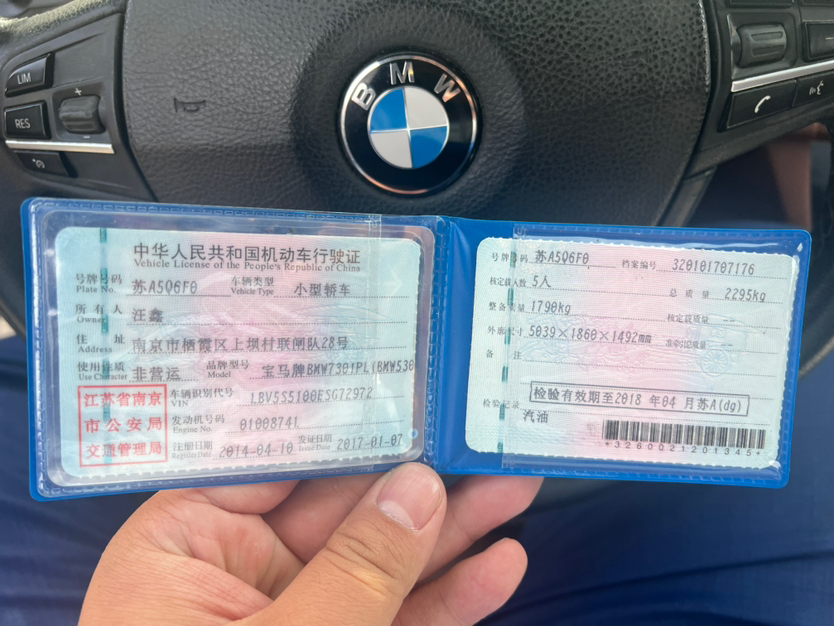 LIM
RES
+
BMW
中华人民共和国机动车行驶证
Vehicle License of the People's Republic of China
号牌号码 苏A5Q6F0 车辆类型 小型轿车
Plate No. Vehicle Type
所有人 汪鑫
Owner
住址 南京市栖霞区上坝村联闸队28号
Address
使用性质 非营运 品牌型号 宝马牌BMW7301PL(BMW530
Use Character Model
江苏省南京
市公安局
交通管理局
车辆识别代号 LBV5S5100ESG72972
VIN
发动机号码 01008741
Engine No.
注册日期 2014-04-10 发证日期 2017-01-07
Register Date Issue Date
号牌号码 苏A5Q6F0 档案编号 320101707176
核定载人数 5人 总质量 2295kg
整备质量 1790kg 核定载质量 --
外廓尺寸 5039×1860×1492mm 准牵引总质量 --
备注
检验有效期至2018 年04 月苏A(dg)
检验记录
汽油
*3260021201345*